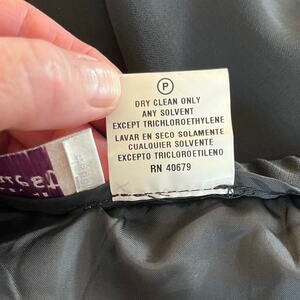 P
DRY CLEAN ONLY
ANY SOLVENT
EXCEPT TRICHLOROETHYLENE
LAVAR EN SECO SOLAMENTE
CUALQUIER SOLVENTE
EXCEPTO TRICLOROETILENO
RN 40679